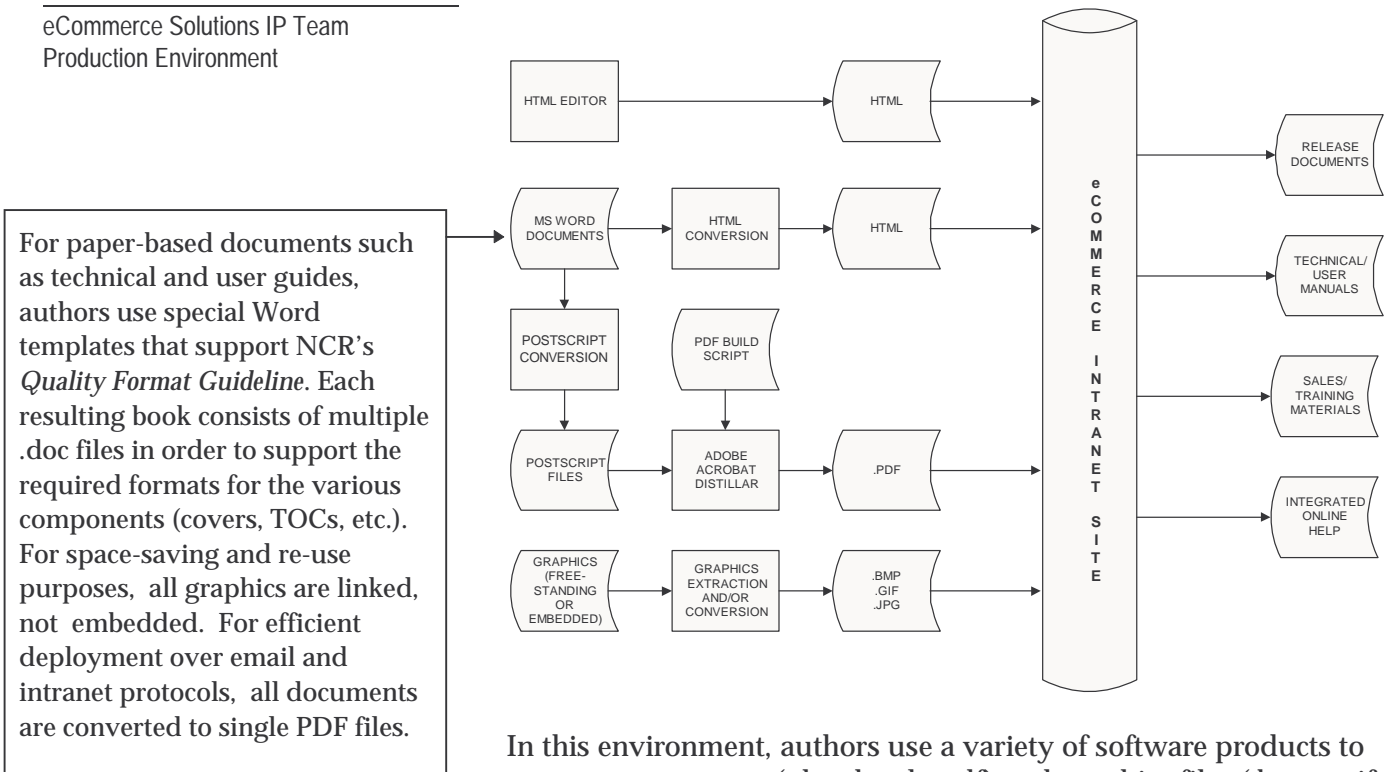 eCommerce Solutions IP Team
Production Environment
HTML EDITOR
HTML
MS WORD
DOCUMENTS
HTML
CONVERSION
HTML
POSTSCRIPT
CONVERSION
PDF BUILD
SCRIPT
POSTSCRIPT
FILES
ADOBE
ACROBAT
DISTILLAR
.PDF
GRAPHICS
(FREE-
STANDING
OR
EMBEDDED)
GRAPHICS
EXTRACTION
AND/OR
CONVERSION
.BMP
.GIF
.JPG
eCOMMERCE INTRANET SITE
RELEASE
DOCUMENTS
TECHNICAL/
USER
MANUALS
SALES/
TRAINING
MATERIALS
INTEGRATED
ONLINE
HELP
For paper-based documents such
as technical and user guides,
authors use special Word
templates that support NCR's
Quality Format Guideline. Each
resulting book consists of multiple
.doc files in order to support the
required formats for the various
components (covers, TOCs, etc.).
For space-saving and re-use
purposes, all graphics are linked,
not embedded. For efficient
deployment over email and
intranet protocols, all documents
are converted to single PDF files.
In this environment, authors use a variety of software products to